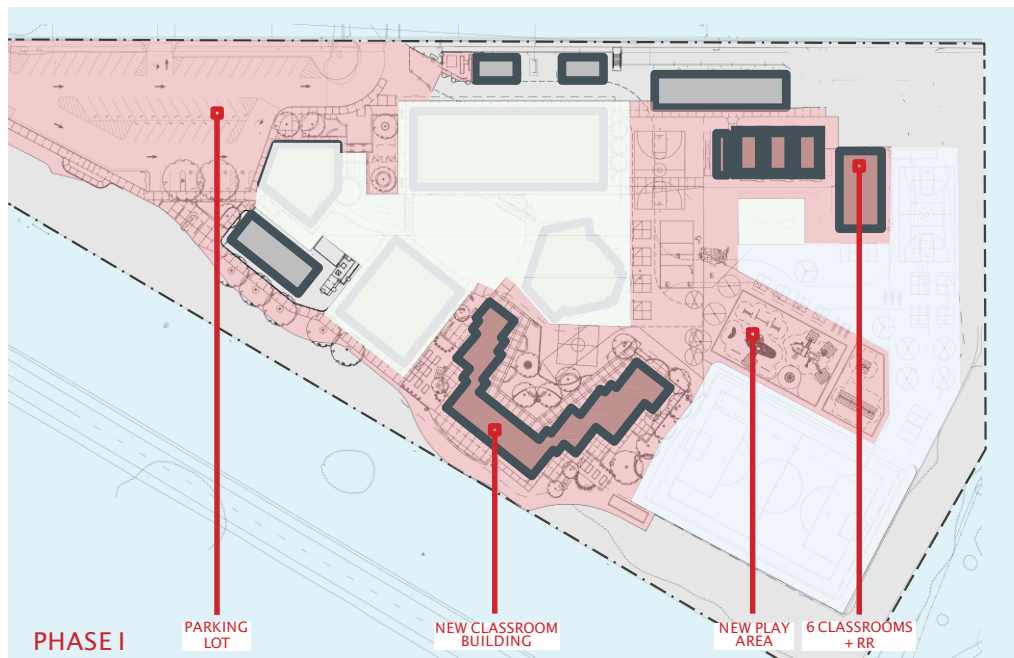 PHASE I
PARKING
LOT
NEW CLASSROOM
BUILDING
NEW PLAY
AREA
6 CLASSROOMS
+ RR